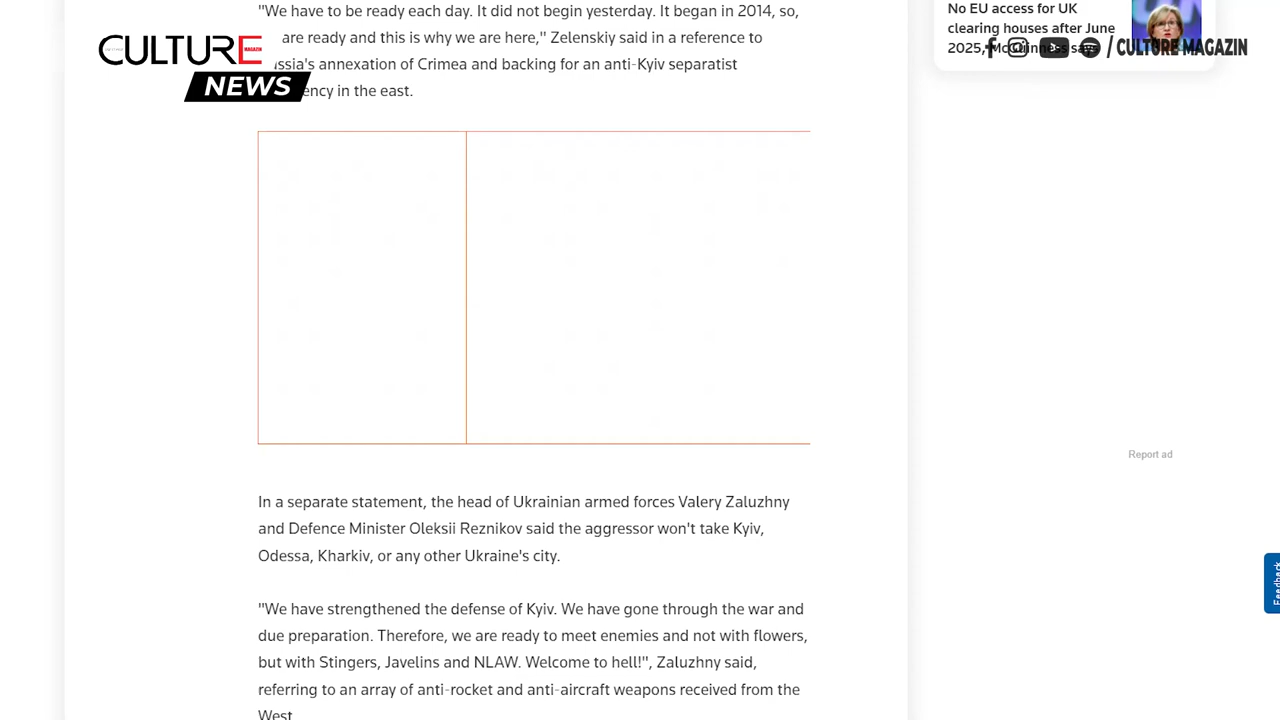 "We have to be ready each day. It did not begin yesterday. It began in 2014, so,
are ready and this is why we are here," Zelenskiy said in a reference to
annexation of Crimea and backing for an anti-Kyiv separatist
in the east.
CULTURE
MAGAZIN
NEWS
No EU access for UK
clearing houses after June
2025, McGuinness says
/ CULTURE MAGAZIN
Report ad
In a separate statement, the head of Ukrainian armed forces Valery Zaluzhny
and Defence Minister Oleksii Reznikov said the aggressor won't take Kyiv,
Odessa, Kharkiv, or any other Ukraine's city.
Feedback
"We have strengthened the defense of Kyiv. We have gone through the war and
due preparation. Therefore, we are ready to meet enemies and not with flowers,
but with Stingers, Javelins and NLAW. Welcome to hell!", Zaluzhny said,
referring to an array of anti-rocket and anti-aircraft weapons received from the
West.